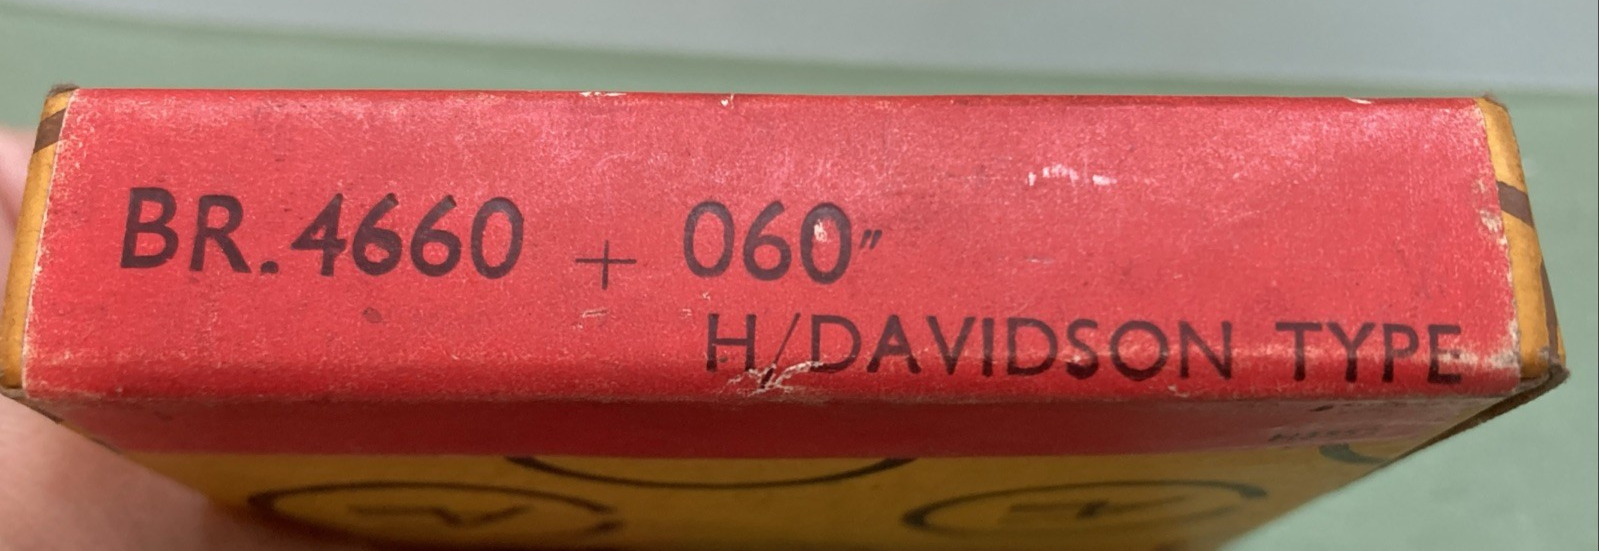 BR.4660 + 060"
H/DAVIDSON TYPE